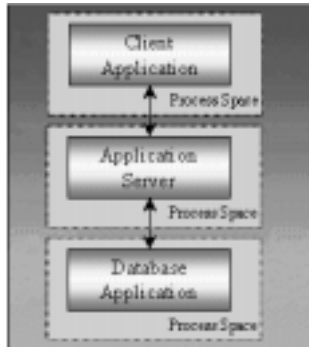 Client
Application
Process Space
Application
Server
Process Space
Database
Application
Process Space